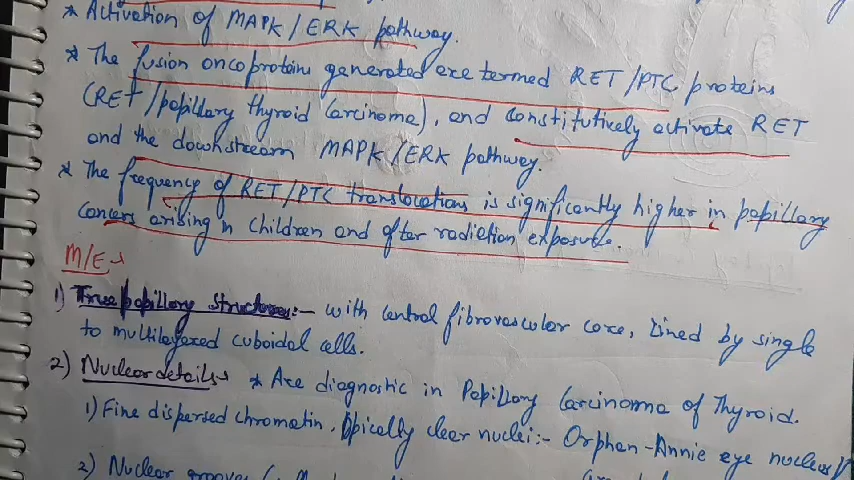 * Activation of MAPK/ERK pathway.
* The fusion oncoproteins generated are termed RET/PTC proteins
(RET/papillary thyroid Carcinoma), and constitutively activate RET
and the downstream MAPK/ERK pathway.
* The frequency of RET/PTC translocations is significantly higher in papillary
cancers arising in children and after radiation exposure.
M/E→
1) True papillary structures:- with central fibrovascular core, Lined by single
to multilayered cuboidal cells.
2) Nuclear details→ * Are diagnostic in Papillary Carcinoma of Thyroid.
1) Fine dispersed chromatin, Optically clear nuclei:- Orphan-Annie eye nucleus
2) Nuclear grooves